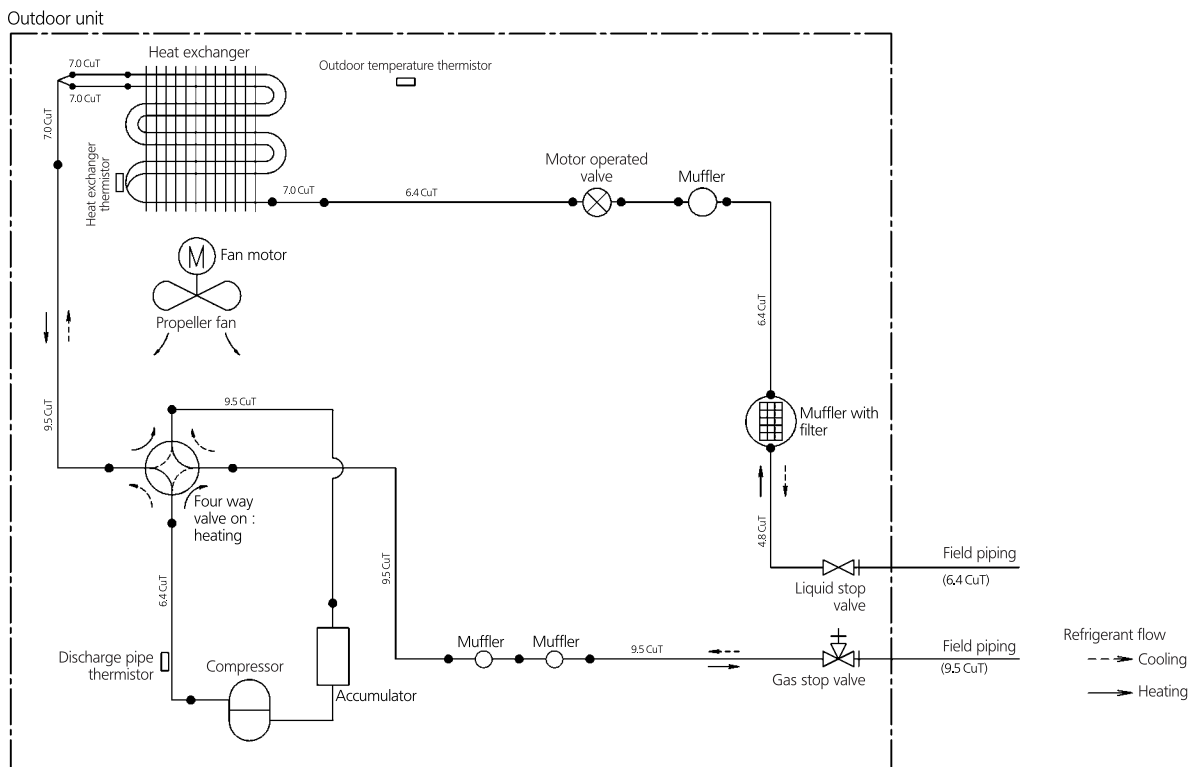 Outdoor unit
Heat exchanger
7.0 CuT
Outdoor temperature thermistor
7.0 CuT
7.0 CuT
Heat exchanger
thermistor
7.0 CuT
6.4 CuT
Motor operated
valve
Muffler
M
Fan motor
Propeller fan
6.4 CuT
9.5 CuT
9.5 CuT
Muffler with
filter
Four way
valve on :
heating
4.8 CuT
Field piping
(6.4 CuT)
Liquid stop
valve
6.4 CuT
9.5 CuT
Discharge pipe
thermistor
Compressor
Accumulator
Muffler
Muffler
9.5 CuT
Gas stop valve
Field piping
(9.5 CuT)
Refrigerant flow
Cooling
Heating